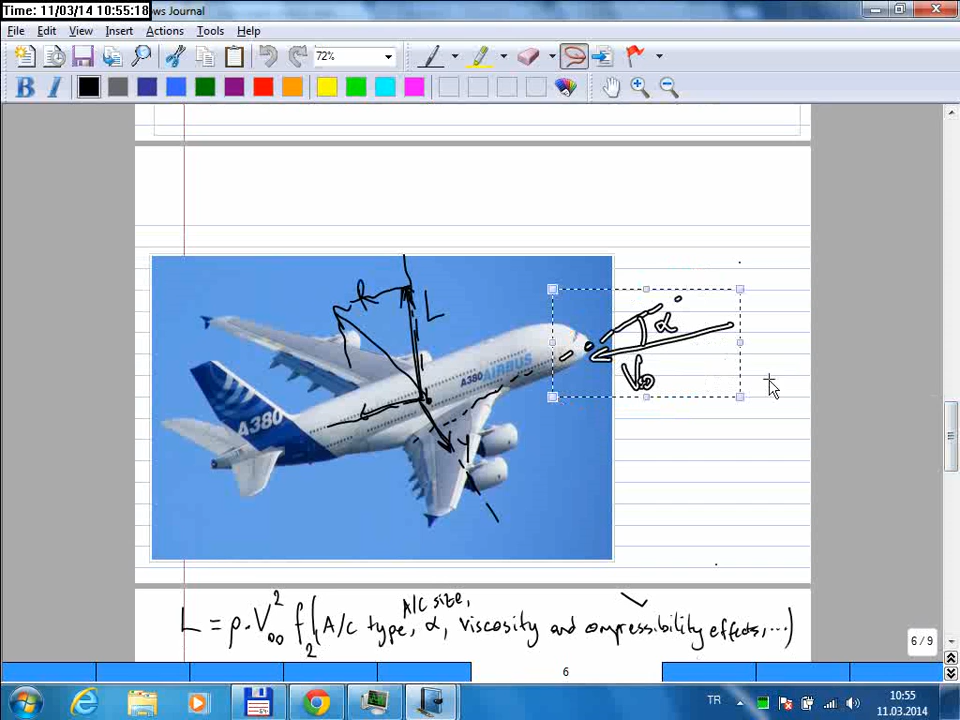 Time: 11/03/14 10:55:18
ws Journal
File Edit View Insert Actions Tools Help
72%
B I
R
L
α
V∞
Y
A380 AIRBUS
A380
A/C size,
L = ρ. V∞² f₂(A/C type, α, viscosity and compressibility effects, ...)
6 / 9
6
TR
10:55
11.03.2014